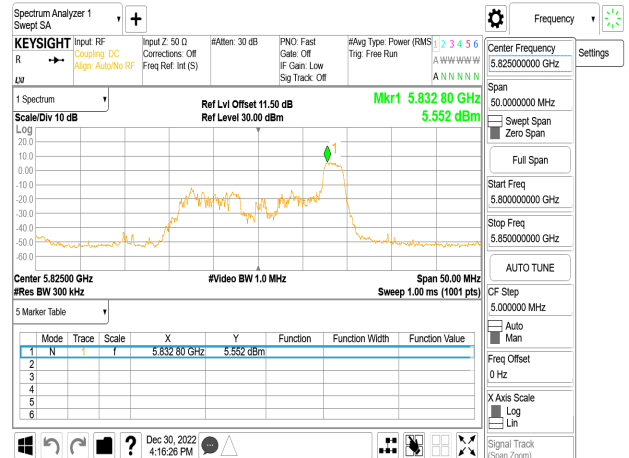 Spectrum Analyzer 1
Swept SA
Frequency
Settings
KEYSIGHT
R
Input: RF
Coupling: DC
Align: Auto/No RF
Input Z: 50 Ω
Corrections: Off
Freq Ref: Int (S)
#Atten: 30 dB
PNO: Fast
Gate: Off
IF Gain: Low
Sig Track: Off
#Avg Type: Power (RMS
Trig: Free Run
1 2 3 4 5 6
A W W W W W
A N N N N N
1 Spectrum
Scale/Div 10 dB
Ref Lvl Offset 11.50 dB
Ref Level 30.00 dBm
Mkr1 5.832 80 GHz
5.552 dBm
Log
20.0
10.0
0.00
-10.0
-20.0
-30.0
-40.0
-50.0
-60.0
1
Center 5.82500 GHz
#Res BW 300 kHz
#Video BW 1.0 MHz
Span 50.00 MHz
Sweep 1.00 ms (1001 pts)
5 Marker Table
Mode Trace Scale X Y Function Function Width Function Value
1 N 1 f 5.832 80 GHz 5.552 dBm
2
3
4
5
6
Dec 30, 2022
4:16:26 PM
Center Frequency
5.825000000 GHz
Span
50.0000000 MHz
Swept Span
Zero Span
Full Span
Start Freq
5.800000000 GHz
Stop Freq
5.850000000 GHz
AUTO TUNE
CF Step
5.000000 MHz
Auto
Man
Freq Offset
0 Hz
X Axis Scale
Log
Lin
Signal Track
(Span Zoom)